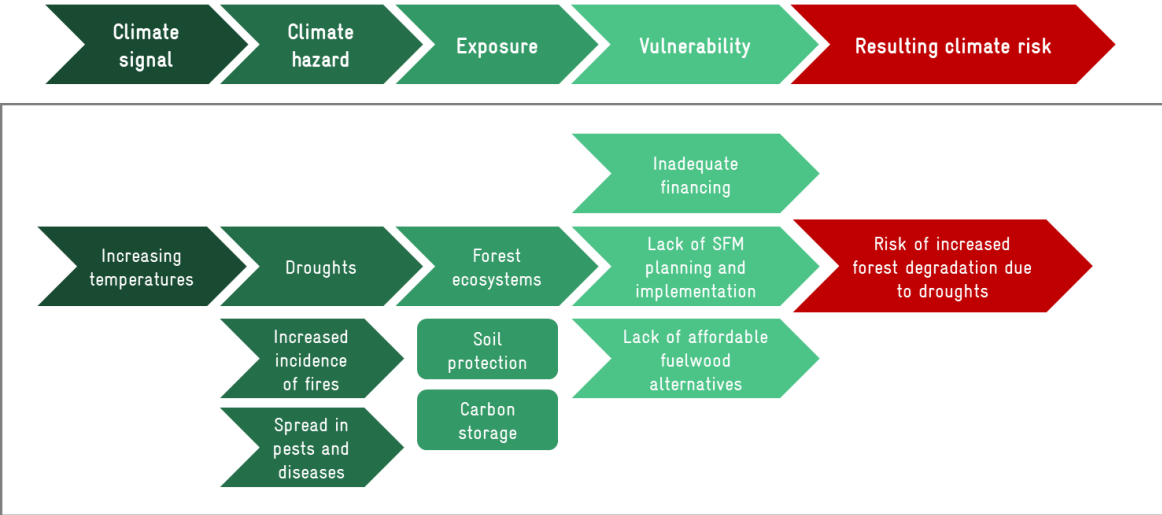 Climate
signal
Climate
hazard
Exposure
Vulnerability
Resulting climate risk
Inadequate
financing
Increasing
temperatures
Droughts
Forest
ecosystems
Lack of SFM
planning and
implementation
Risk of increased
forest degradation due
to droughts
Increased
incidence
of fires
Soil
protection
Lack of affordable
fuelwood
alternatives
Carbon
storage
Spread in
pests and
diseases